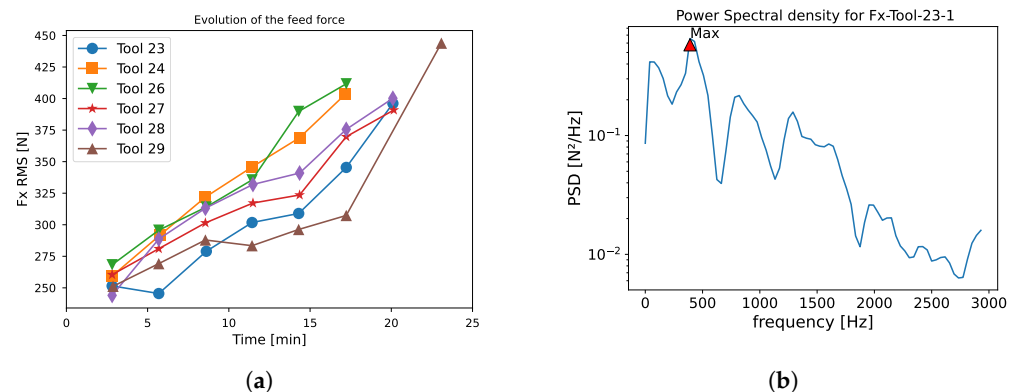 Evolution of the feed force
450
425
400
375
350
325
300
275
250
Fx RMS [N]
Tool 23
Tool 24
Tool 26
Tool 27
Tool 28
Tool 29
0 5 10 15 20 25
Time [min]
(a)
Power Spectral density for Fx-Tool-23-1
Max
PSD [N²/Hz]
10⁻¹
10⁻²
0 500 1000 1500 2000 2500 3000
frequency [Hz]
(b)